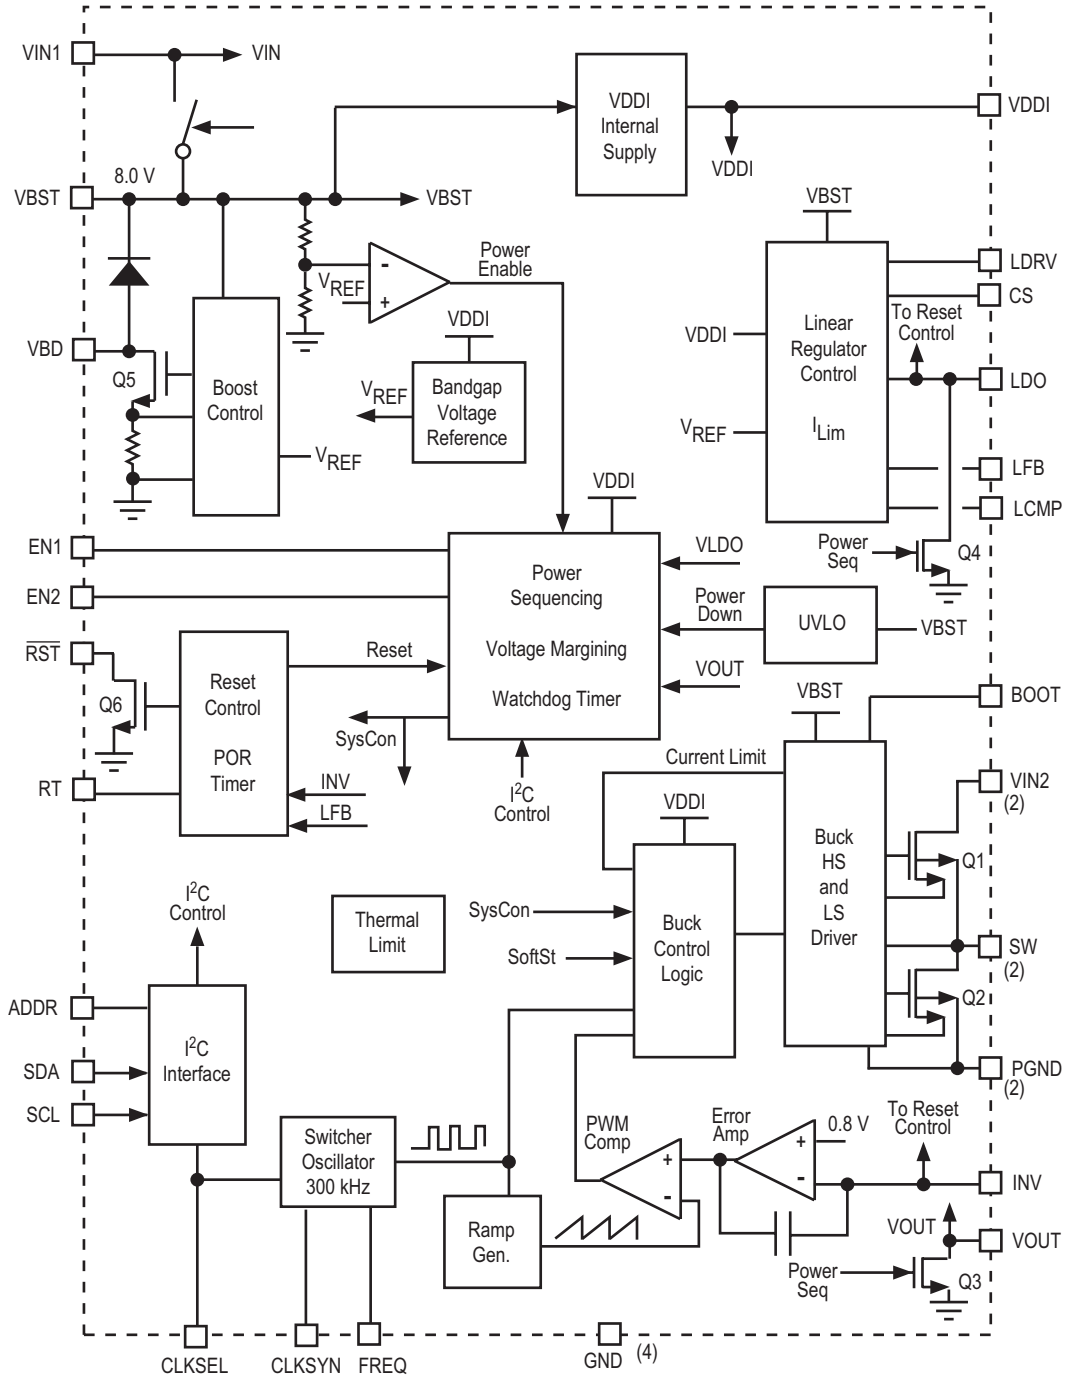 VIN1
VIN
VDDI
Internal
Supply
VDDI
VDDI
8.0 V
VBST
VBST
VBST
Power
Enable
VREF
-
+
VDDI
LDRV
CS
To Reset
Control
VDDI
Linear
Regulator
Control
ILim
LDO
VBD
Q5
Boost
Control
VREF
Bandgap
Voltage
Reference
VREF
VREF
LFB
LCMP
VDDI
EN1
EN2
Power
Sequencing
Voltage Margining
Watchdog Timer
VLDO
Power
Seq
Q4
Power
Down
UVLO
VBST
VOUT
RST
Q6
Reset
Control
POR
Timer
Reset
SysCon
I2C
Control
RT
INV
LFB
VBST
BOOT
Current Limit
VDDI
VIN2
(2)
Buck
HS
and
LS
Driver
Q1
I2C
Control
Thermal
Limit
SysCon
SoftSt
Buck
Control
Logic
SW
(2)
Q2
ADDR
SDA
SCL
I2C
Interface
PGND
(2)
Switcher
Oscillator
300 kHz
PWM
Comp
+
-
Error
Amp
+
-
0.8 V
To Reset
Control
INV
Ramp
Gen.
VOUT
VOUT
Power
Seq
Q3
CLKSEL
CLKSYN
FREQ
GND (4)